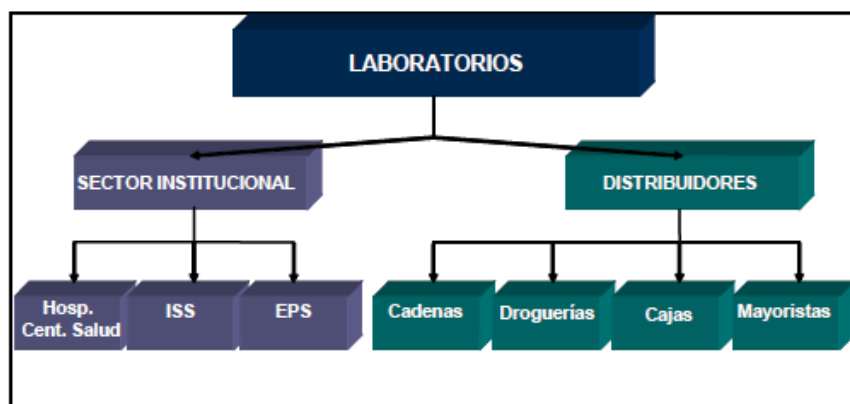 LABORATORIOS
SECTOR INSTITUCIONAL
DISTRIBUIDORES
Hosp.
Cent. Salud
ISS
EPS
Cadenas
Droguerías
Cajas
Mayoristas